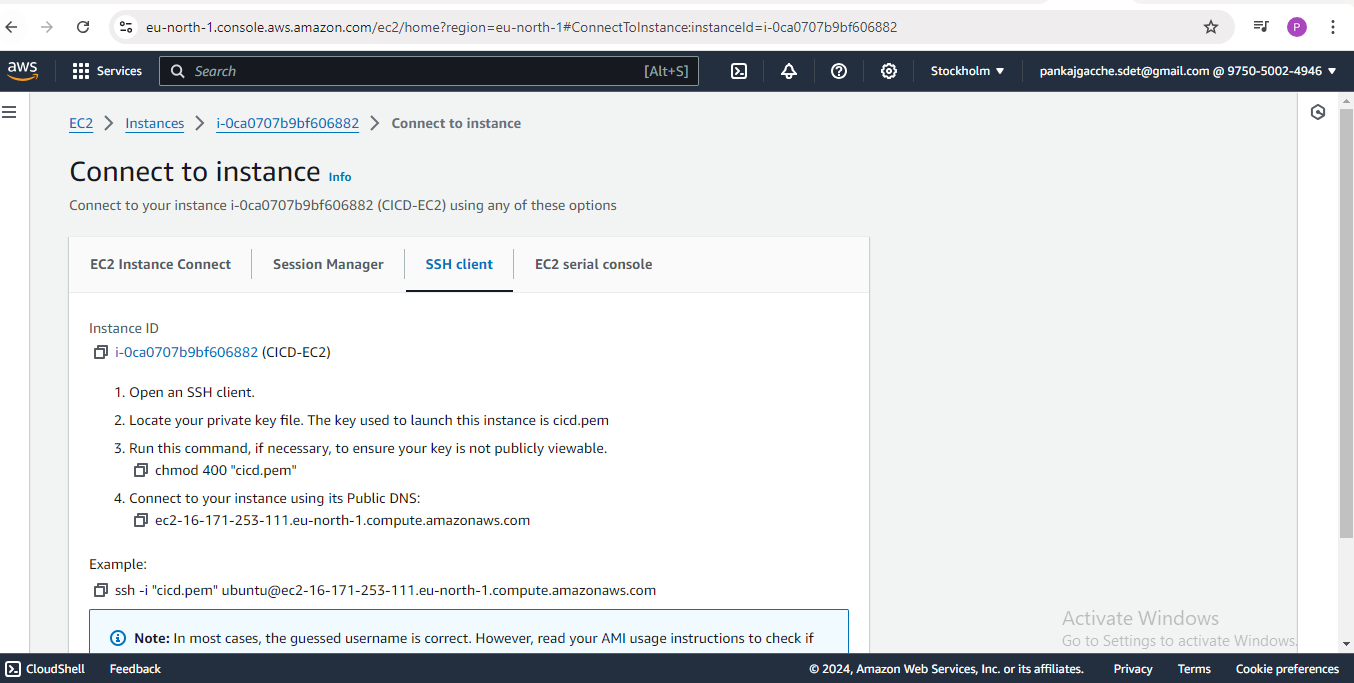 eu-north-1.console.aws.amazon.com/ec2/home?region=eu-north-1#ConnectToInstance:instanceId=i-0ca0707b9bf606882
P
aws
Services
Search
[Alt+S]
Stockholm
pankajgacche.sdet@gmail.com @ 9750-5002-4946
EC2 > Instances > i-0ca0707b9bf606882 > Connect to instance
Connect to instance Info
Connect to your instance i-0ca0707b9bf606882 (CICD-EC2) using any of these options
EC2 Instance Connect
Session Manager
SSH client
EC2 serial console
Instance ID
i-0ca0707b9bf606882 (CICD-EC2)
1. Open an SSH client.
2. Locate your private key file. The key used to launch this instance is cicd.pem
3. Run this command, if necessary, to ensure your key is not publicly viewable.
chmod 400 "cicd.pem"
4. Connect to your instance using its Public DNS:
ec2-16-171-253-111.eu-north-1.compute.amazonaws.com
Example:
ssh -i "cicd.pem" ubuntu@ec2-16-171-253-111.eu-north-1.compute.amazonaws.com
Note: In most cases, the guessed username is correct. However, read your AMI usage instructions to check if
Activate Windows
Go to Settings to activate Windows.
CloudShell
Feedback
© 2024, Amazon Web Services, Inc. or its affiliates.
Privacy
Terms
Cookie preferences